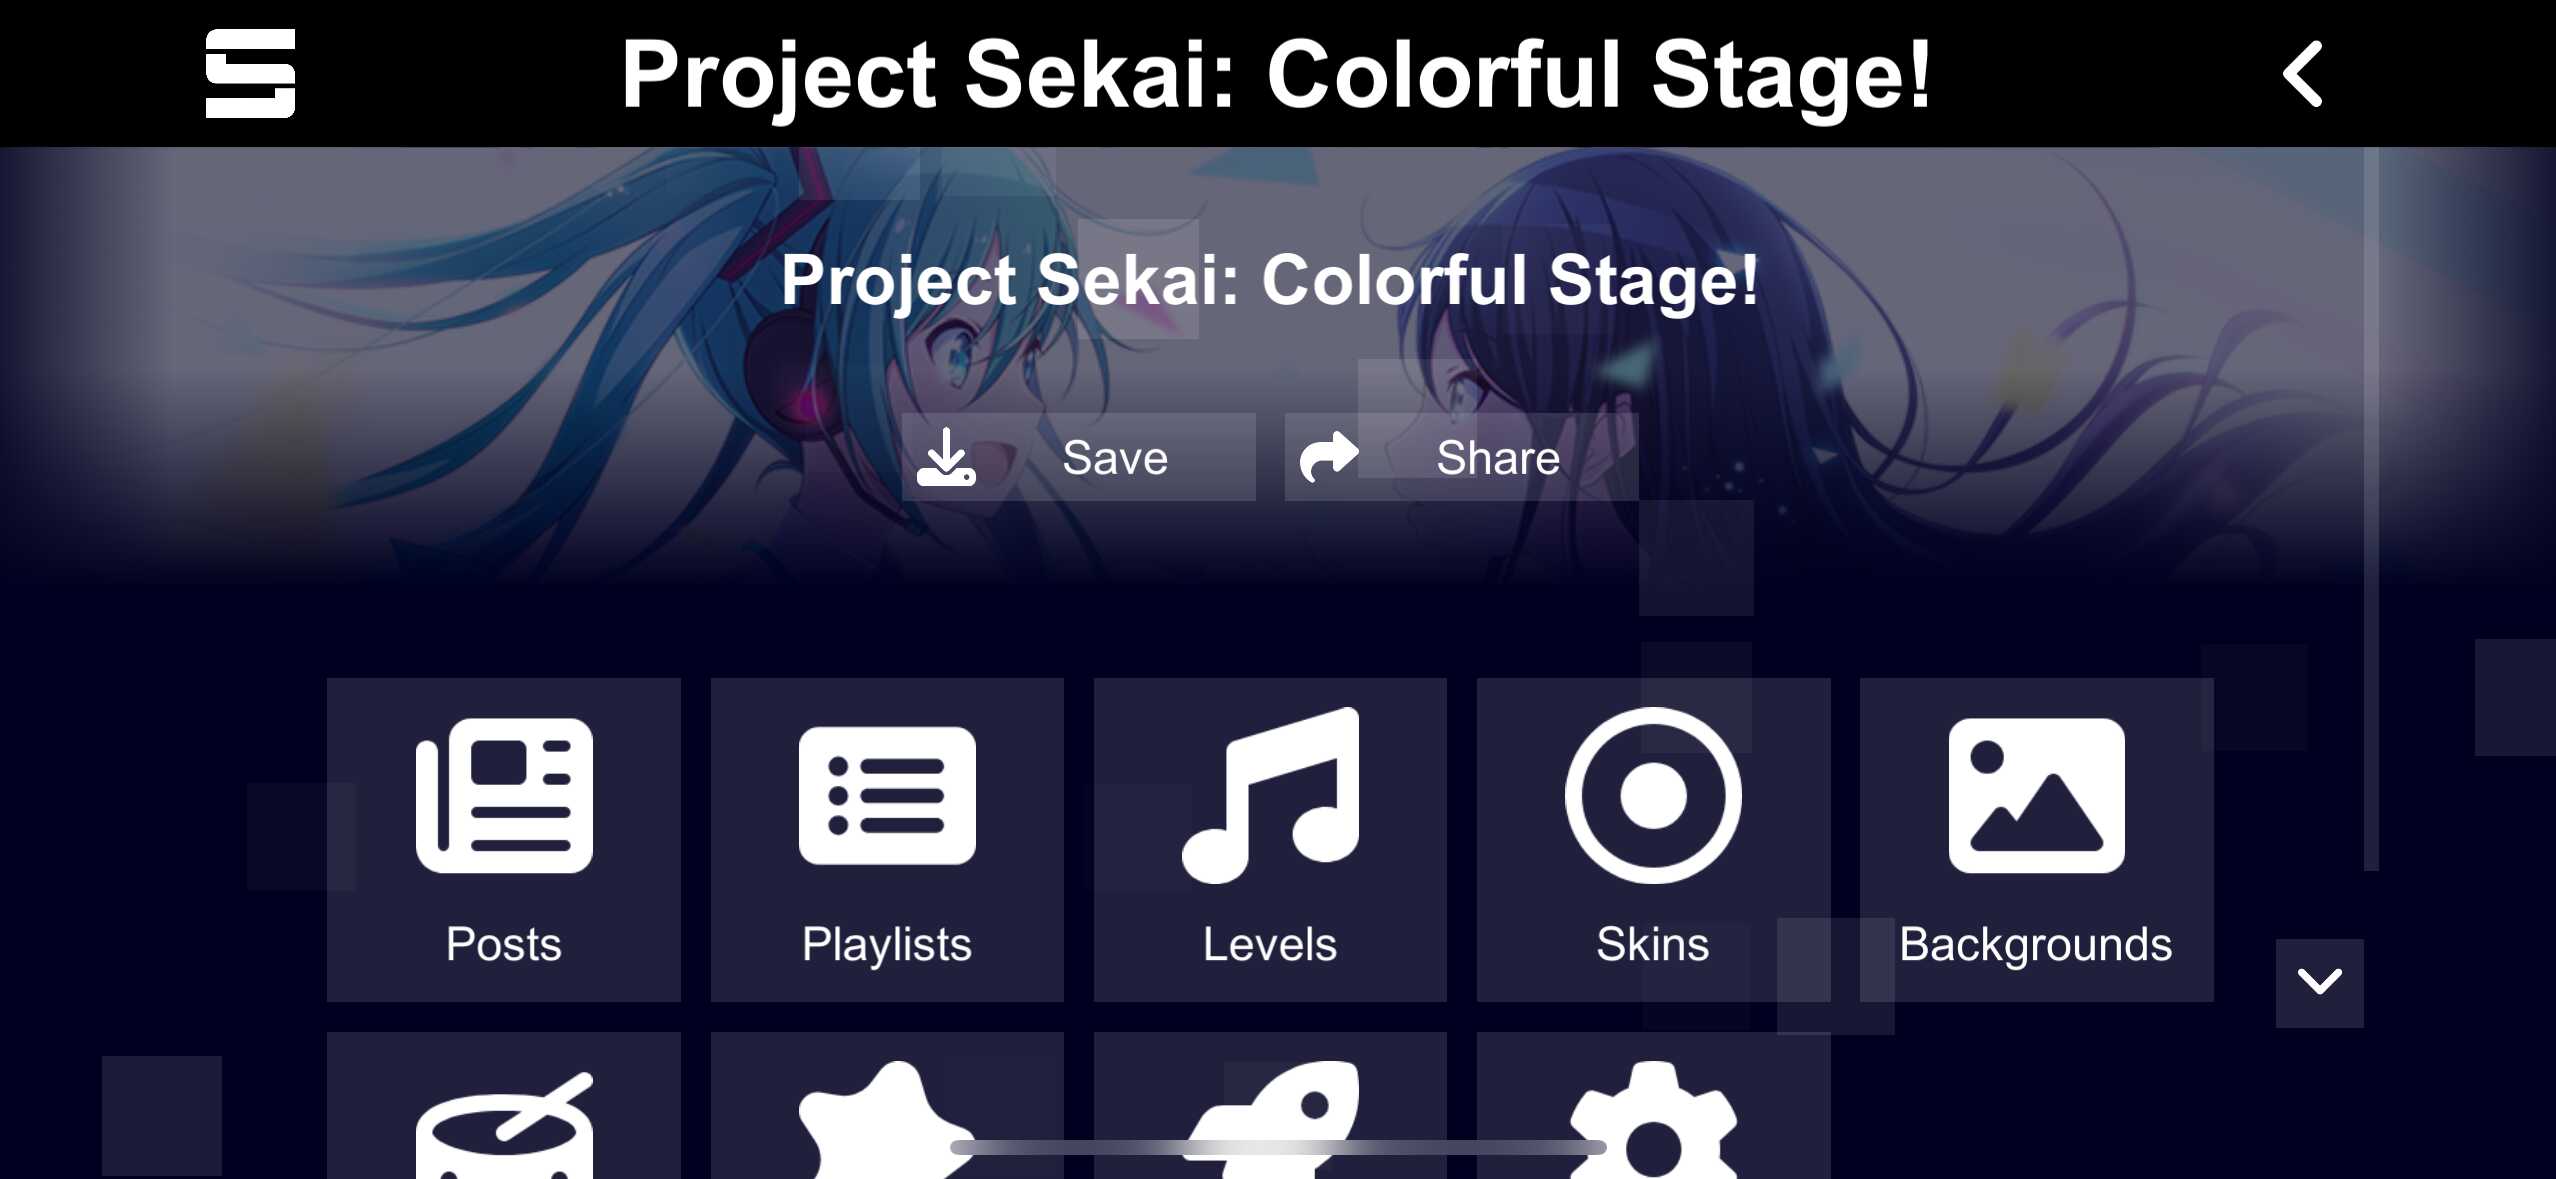 Project Sekai: Colorful Stage!
Project Sekai: Colorful Stage!
Save
Share
Posts
Playlists
Levels
Skins
Backgrounds